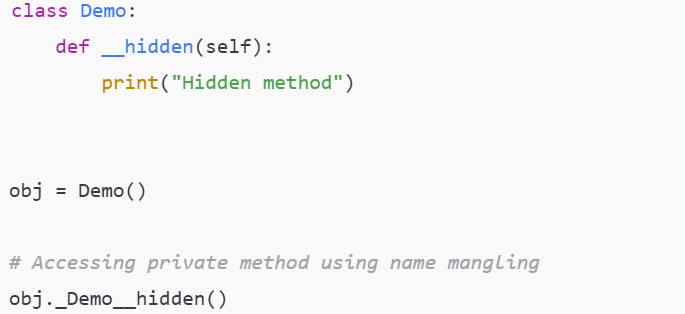 class Demo:
    def __hidden(self):
        print("Hidden method")
obj = Demo()
# Accessing private method using name mangling
obj._Demo__hidden()